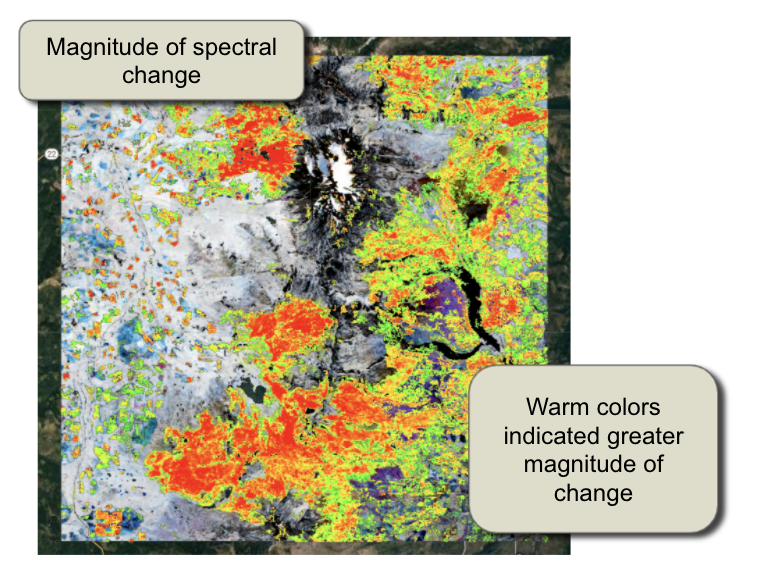 Magnitude of spectral
change
22
Warm colors
indicated greater
magnitude of
change